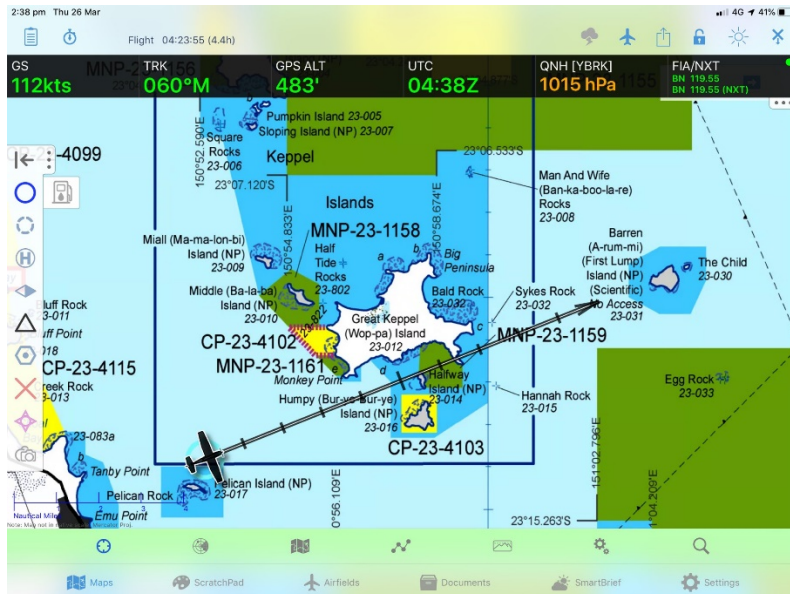 2:38 pm Thu 26 Mar
4G 41%
Flight 04:23:55 (4.4h)
GS
112kts
TRK
060°M
GPS ALT
483'
UTC
04:38Z
QNH [YBRK]
1015 hPa
FIA/NXT
BN 119.55
BN 119.55 (NXT)
Pumpkin Island 23-005
Sloping Island (NP) 23-007
Square
Rocks
23-006
150°52.590'E
Keppel
23°06.533'S
23°07.120'S
-4099
Man And Wife
(Ban-ka-boo-la-re)
Rocks
23-008
Islands
MNP-23-1158
150°54.833'E
150°58.674'E
Miall (Ma-ma-lon-bi)
Island (NP)
23-009
Half
Tide
Rocks
23-802
a
b
Big
Peninsula
Barren
(A-rum-mi)
(First Lump)
Island (NP)
(Scientific)
No Access
23-031
The Child
23-030
Middle (Ba-la-ba)
Island (NP)
23-010
Bald Rock
23-032
Sykes Rock
23-032
Bluff Rock
3-011
uff Point
018
CP-23-4102
Great Keppel
(Wop-pa) Island
23-012
c
MNP-23-1159
MNP-23-1161
CP-23-4115
Monkey Point
e
d
Creek Rock
3-013
Halfway
Island (NP)
23-014
Humpy (Bur-ye Bur-ye)
Island (NP)
23-016
Hannah Rock
23-015
Egg Rock
23-033
CP-23-4103
23-083a
b
Tanby Point
Pelican Rock
Pelican Island (NP)
23-017
Emu Point
Nautical Miles
3
0°56.109'E
151°02.796'E
1°04.209'E
23°15.263'S
Maps
ScratchPad
Airfields
Documents
SmartBrief
Settings